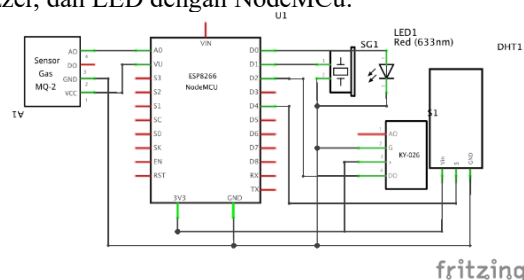 zzer, dan LED dengan NodeMCU.
U1
LED1
Red (633nm)
SG1
DHT1
VIN
Sensor
Gas
MQ-2
AO
DO
GND
VCC
A1
ESP8266
NodeMCU
A0
VU
S3
S2
S1
SC
S0
SK
EN
RST
D0
D1
D2
D3
D4
D5
D6
D7
D8
RX
TX
3V3
GND
S1
AO
G
+
DO
KY-026
Vin
S
GND
fritzing